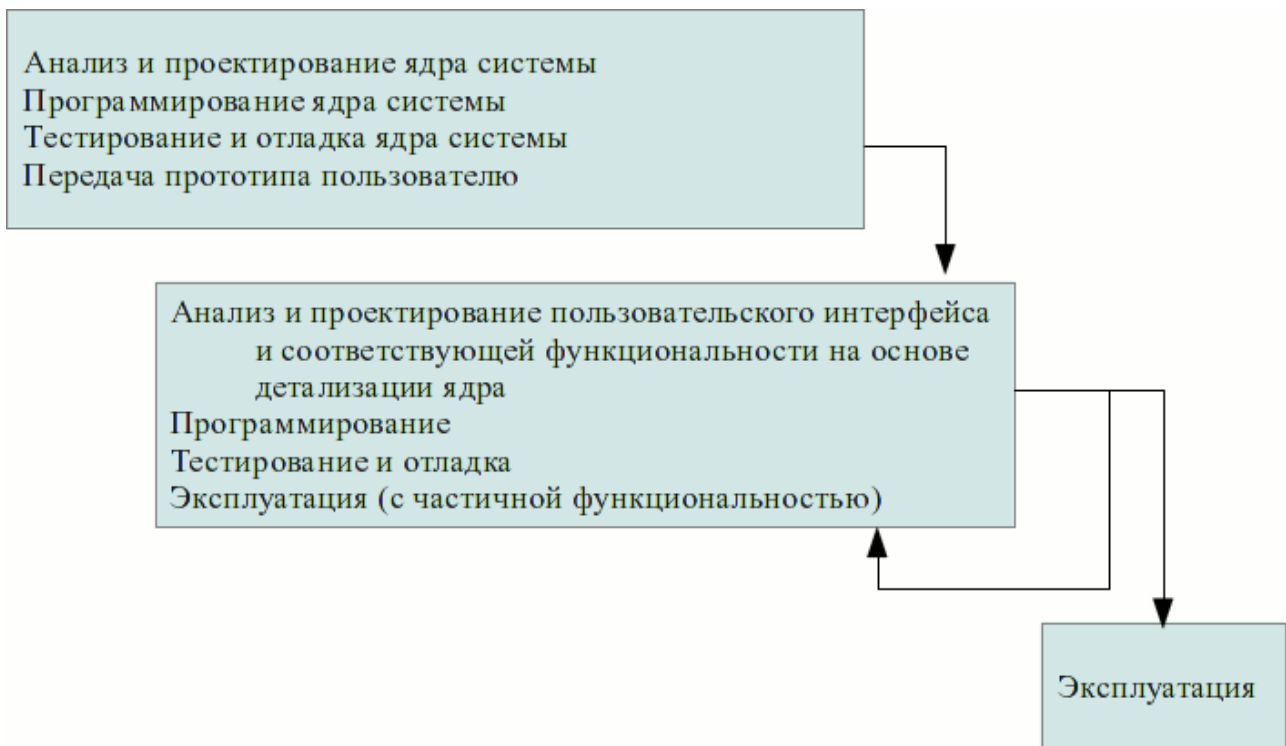 Анализ и проектирование ядра системы
Программирование ядра системы
Тестирование и отладка ядра системы
Передача прототипа пользователю
Анализ и проектирование пользовательского интерфейса
и соответствующей функциональности на основе
детализации ядра
Программирование
Тестирование и отладка
Эксплуатация (с частичной функциональностью)
Эксплуатация